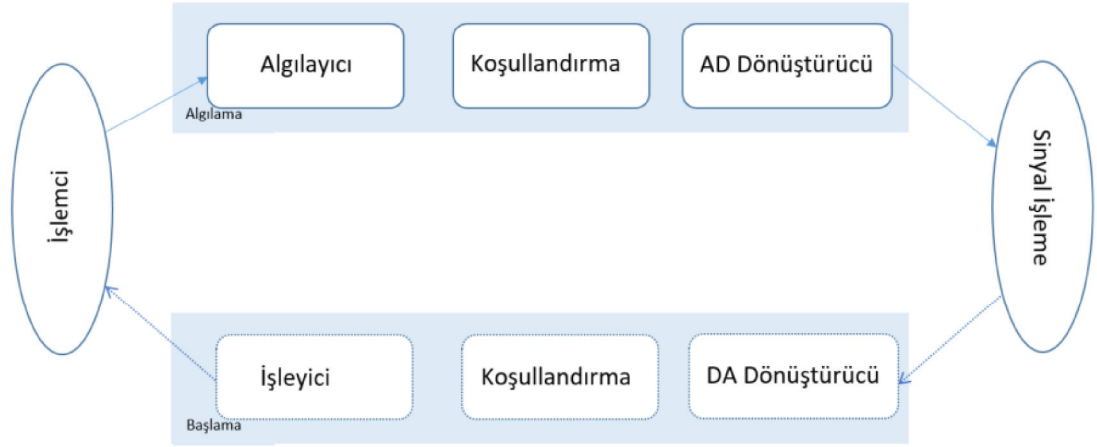 Algılayıcı
Koşullandırma
AD Dönüştürücü
Algılama
İşlemci
Sinyal İşleme
İşleyici
Koşullandırma
DA Dönüştürücü
Başlama